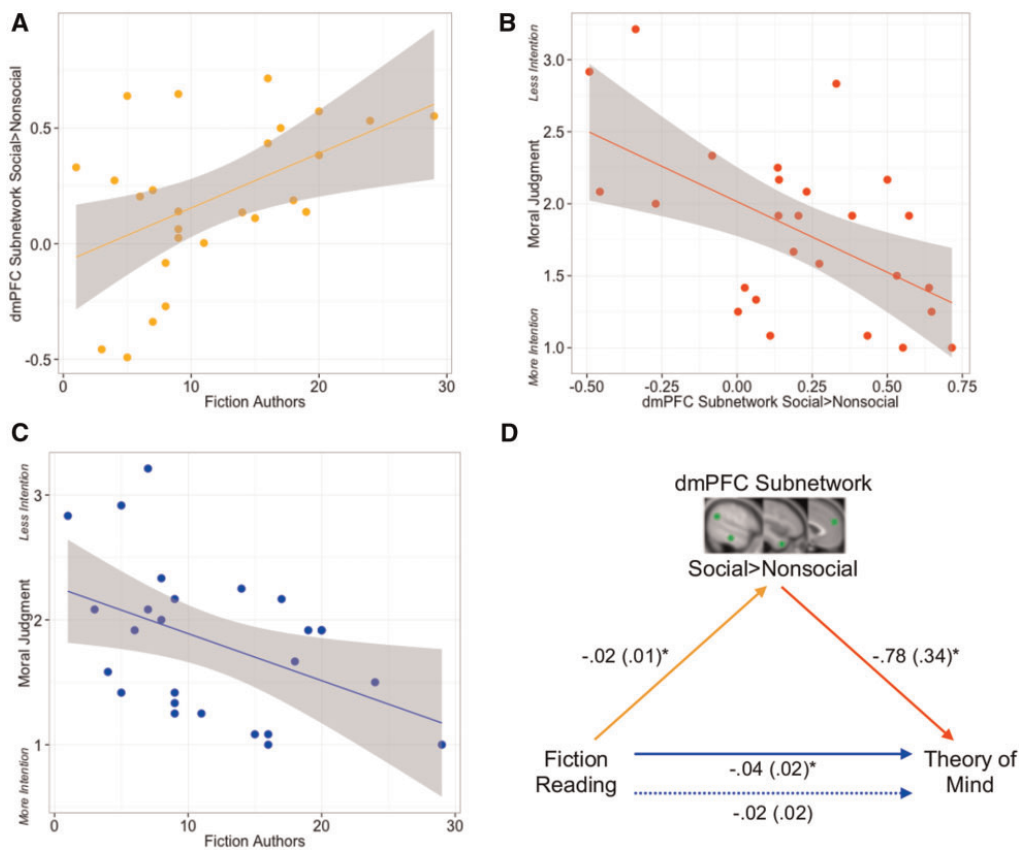 A
dmPFC Subnetwork Social>Nonsocial
0.5
0.0
-0.5
0
10
20
30
Fiction Authors
B
Less Intention
Moral Judgment
More Intention
3.0
2.5
2.0
1.5
1.0
-0.50
-0.25
0.00
0.25
0.50
0.75
dmPFC Subnetwork Social>Nonsocial
C
Less Intention
Moral Judgment
More Intention
3
2
1
0
10
20
30
Fiction Authors
D
dmPFC Subnetwork
Social>Nonsocial
-.02 (.01)*
-.78 (.34)*
Fiction
Reading
-.04 (.02)*
-.02 (.02)
Theory of
Mind